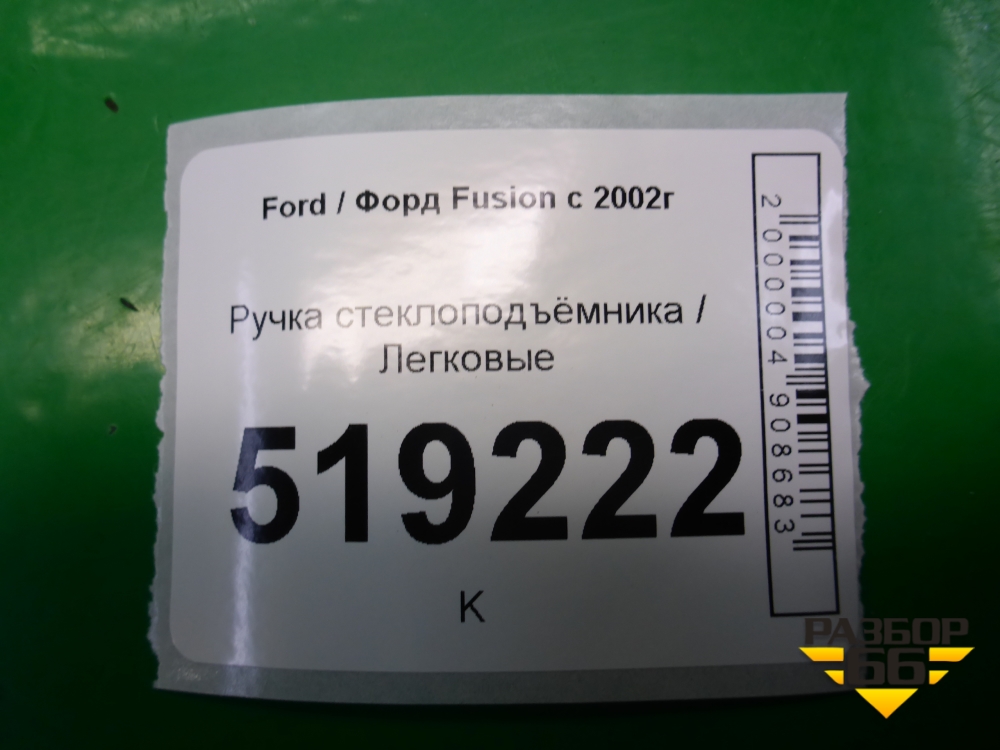 Ford / Форд Fusion с 2002г
Ручка стеклоподъёмника /
Легковые
519222
К
2000004908683
РАЗБОР
66